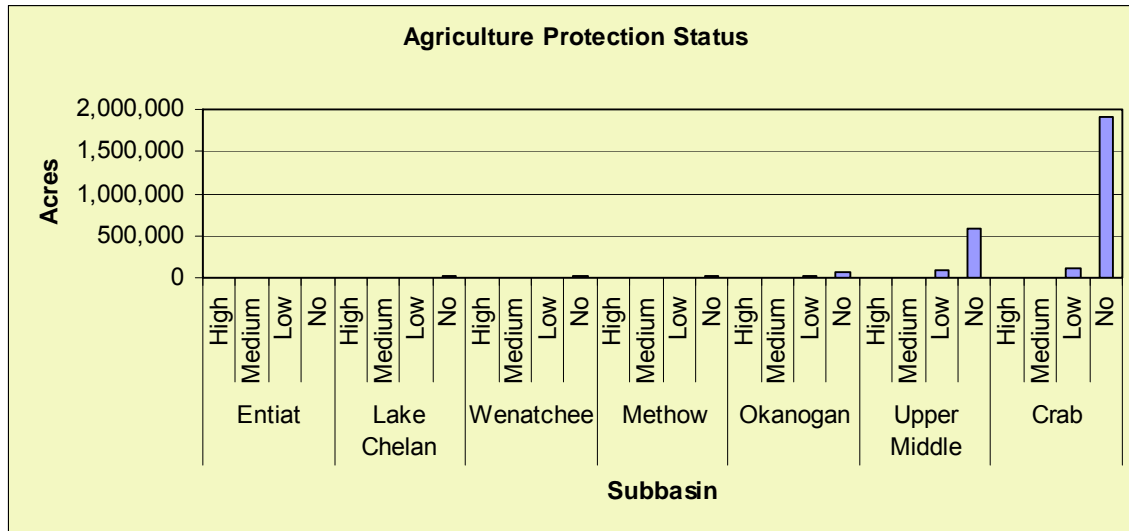 Agriculture Protection Status
2,000,000
1,500,000
1,000,000
500,000
0
Acres
High Medium Low No High Medium Low No High Medium Low No High Medium Low No High Medium Low No High Medium Low No High Medium Low No
Entiat Lake Wenatchee Methow Okanogan Upper Crab
Chelan Middle
Subbasin